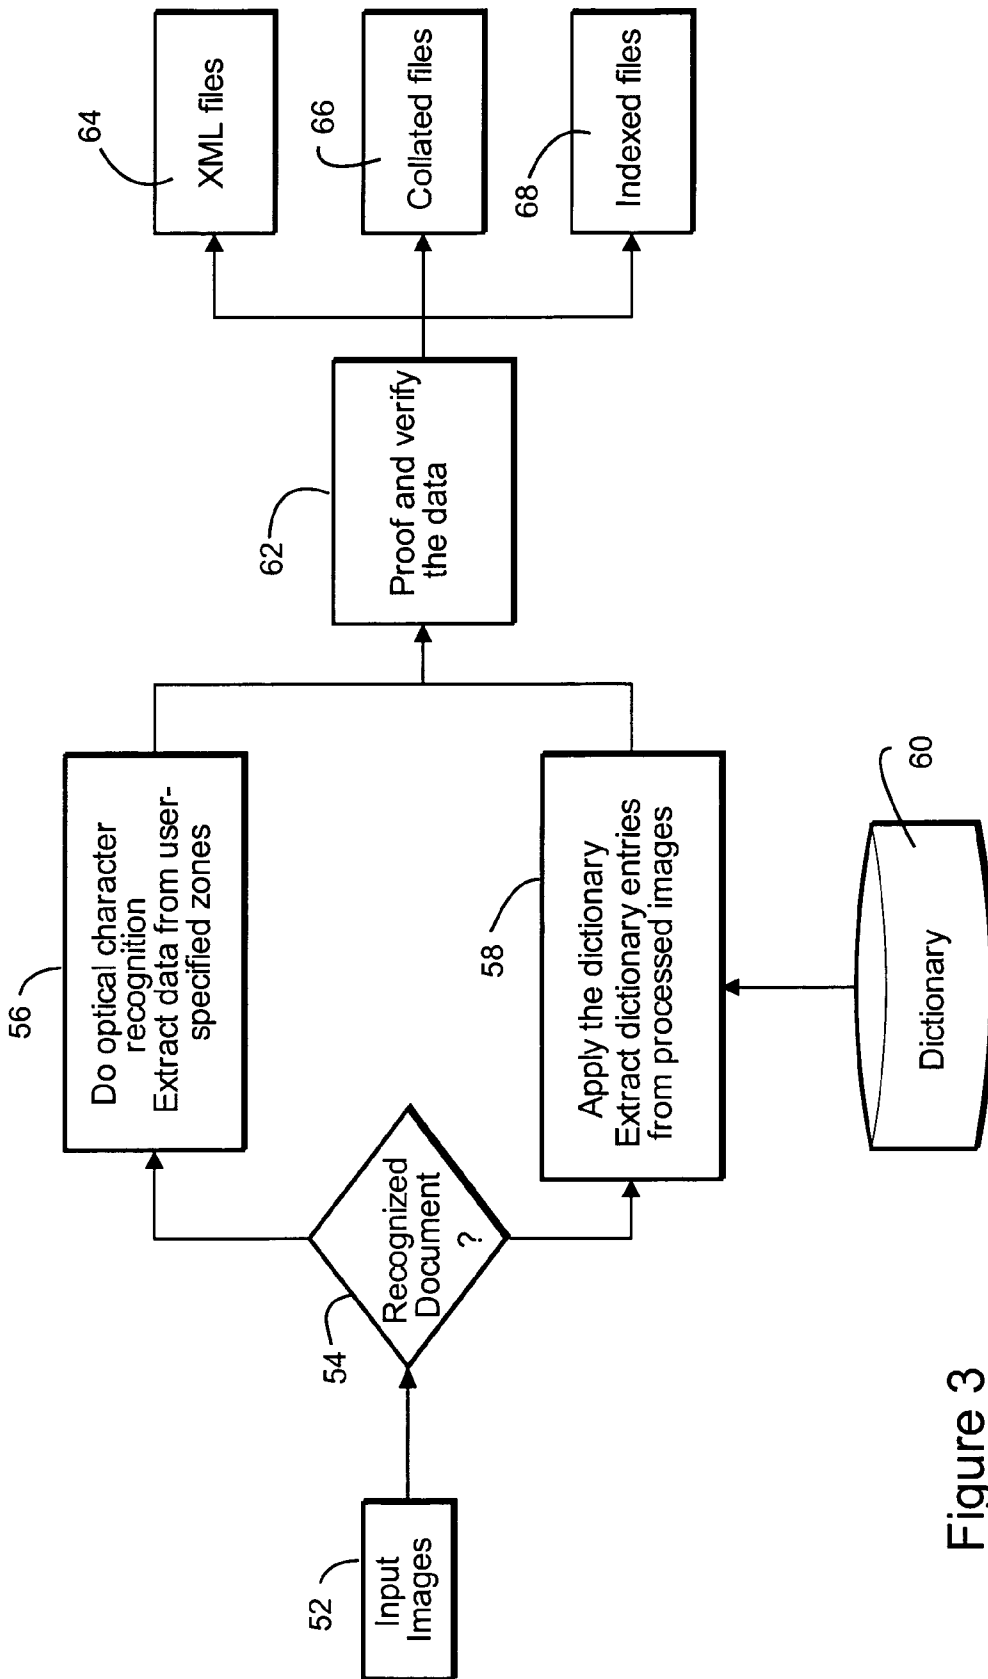 52
Input
Images
54
Recognized
Document
?
56
Do optical character
recognition
Extract data from user-
specified zones
58
Apply the dictionary
Extract dictionary entries
from processed images
60
Dictionary
62
Proof and verify
the data
64
XML files
66
Collated files
68
Indexed files
Figure 3